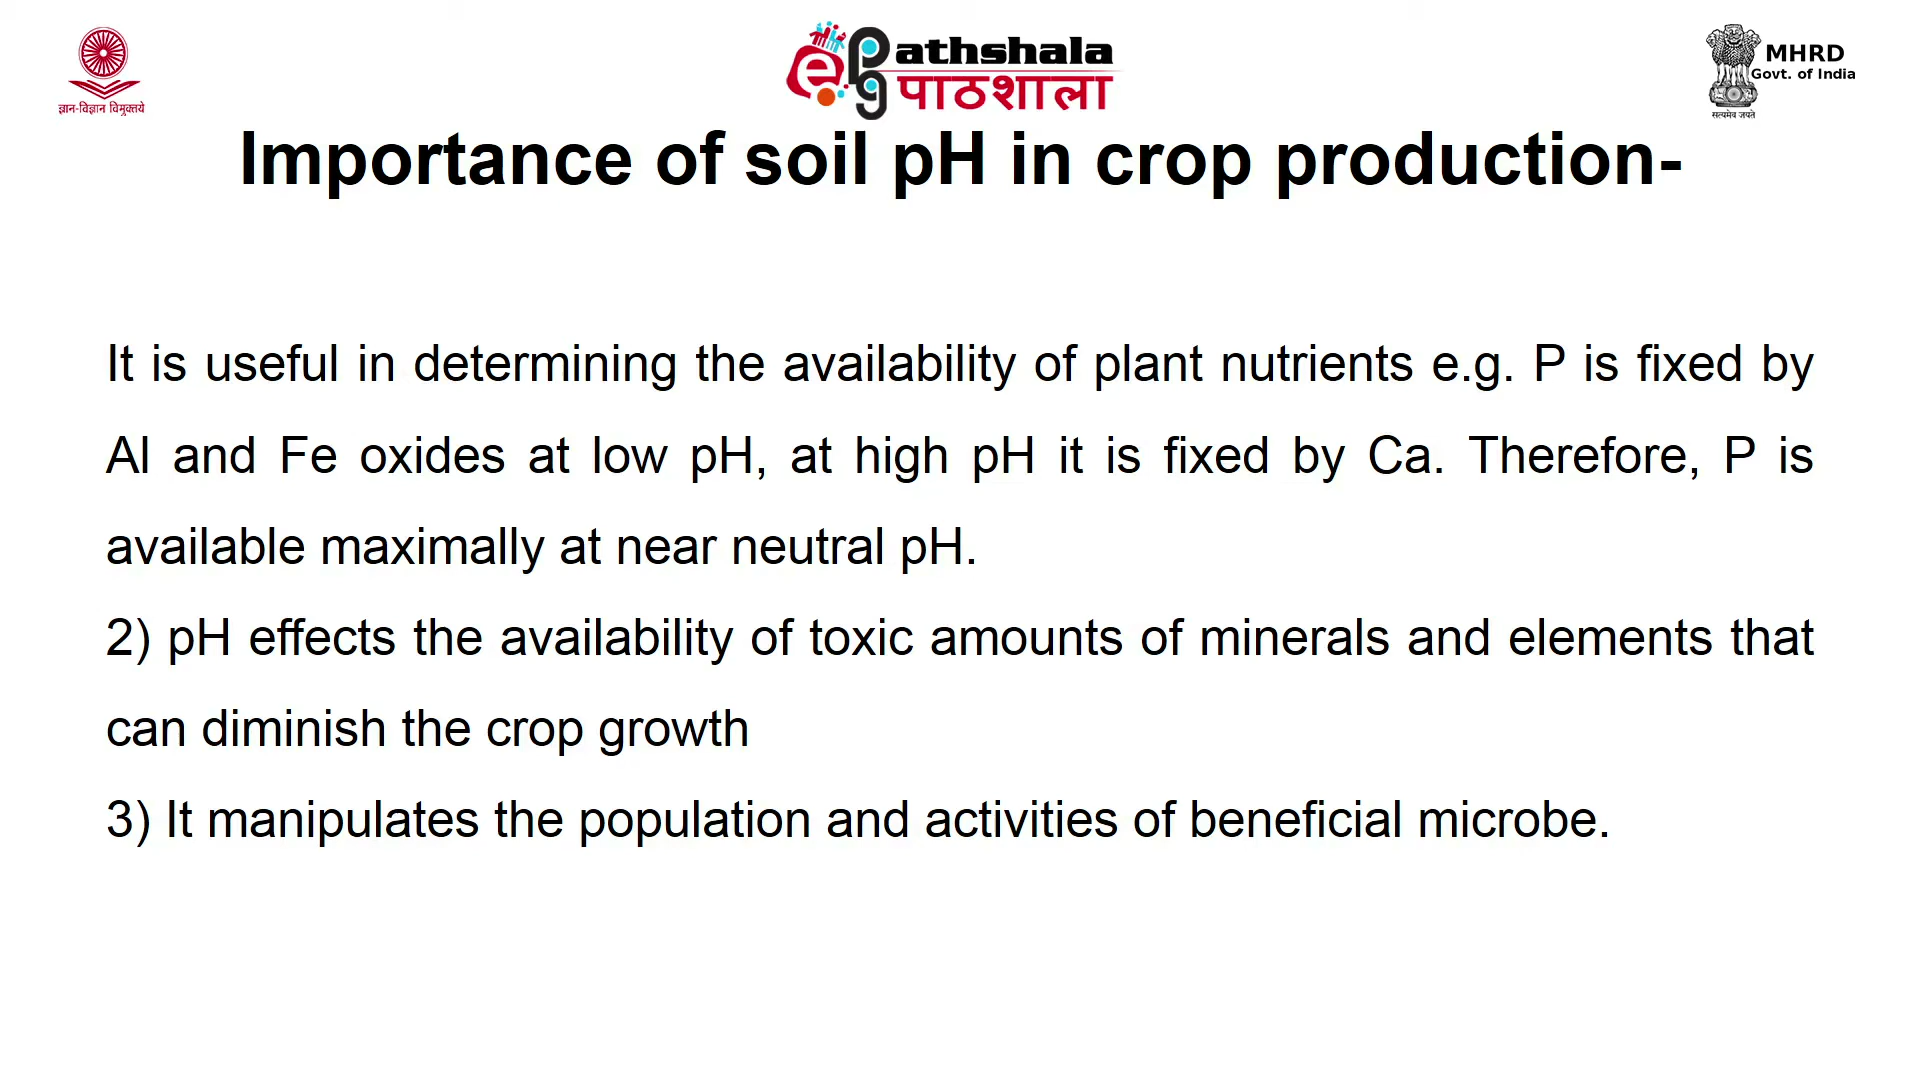 ज्ञान-विज्ञान विमुक्तये
ePG athshala
पाठशाला
MHRD
Govt. of India
सत्यमेव जयते
Importance of soil pH in crop production-
It is useful in determining the availability of plant nutrients e.g. P is fixed by
Al and Fe oxides at low pH, at high pH it is fixed by Ca. Therefore, P is
available maximally at near neutral pH.
2) pH effects the availability of toxic amounts of minerals and elements that
can diminish the crop growth
3) It manipulates the population and activities of beneficial microbe.